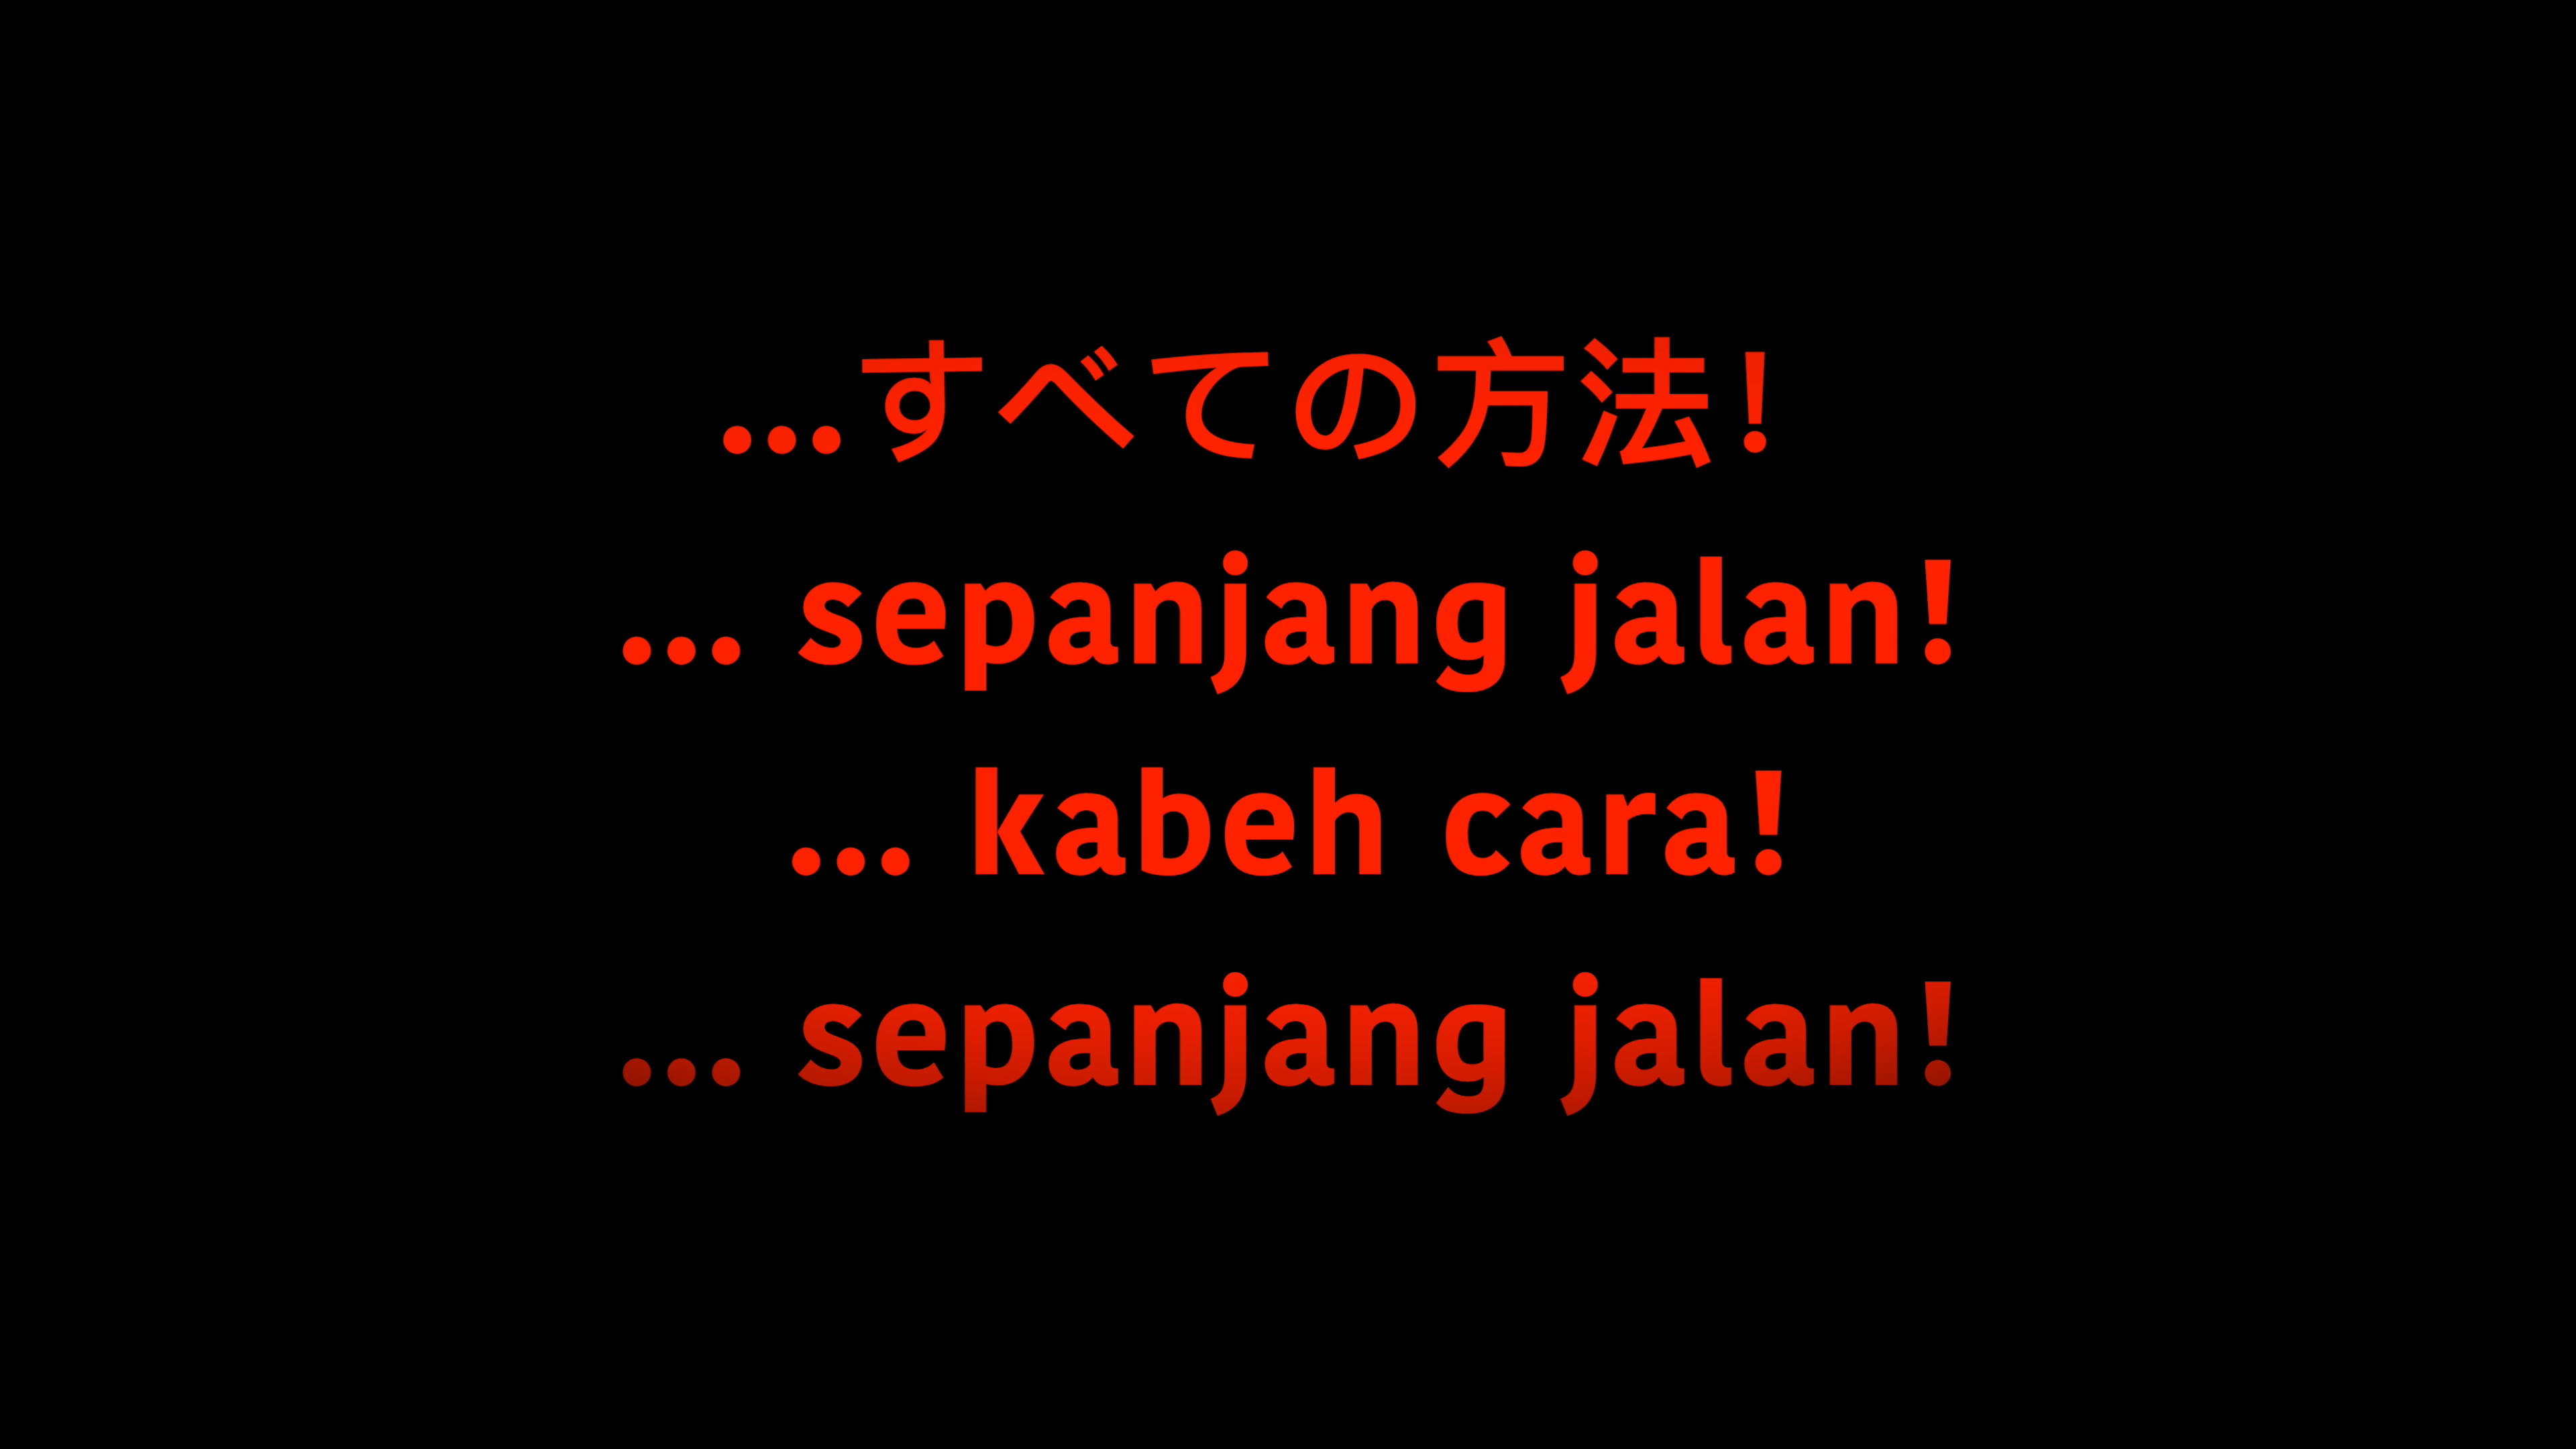 ...すべての方法!
... sepanjang jalan!
... kabeh cara!
... sepanjang jalan!